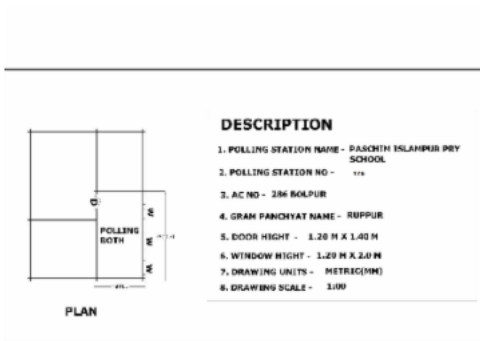 DESCRIPTION
1. POLLING STATION NAME - PASCHIM ISLAMPUR PRY
SCHOOL
2. POLLING STATION NO -
3. AC NO - 286 BOLPUR
4. GRAM PANCHYAT NAME - RUPPUR
5. DOOR HIGHT - 1.20 M X 1.40 M
6. WINDOW HIGHT - 1.20 M X 2.0 M
7. DRAWING UNITS - METRIC(MM)
8. DRAWING SCALE - 1:00
D
W
POLLING
BOTH
W
W
PLAN